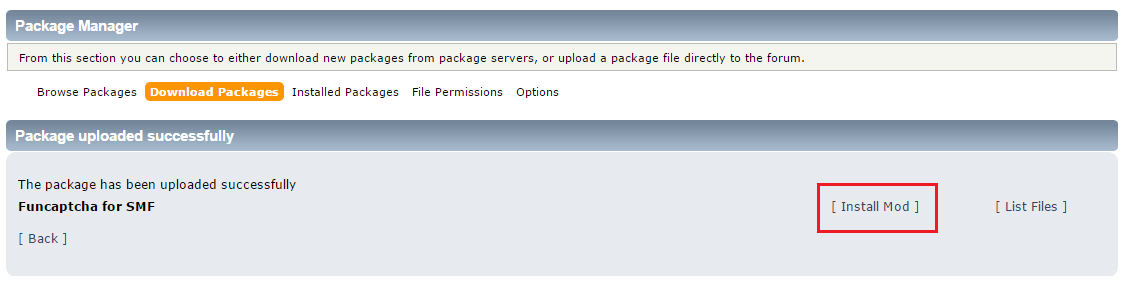 Package Manager
From this section you can choose to either download new packages from package servers, or upload a package file directly to the forum.
Browse Packages Download Packages Installed Packages File Permissions Options
Package uploaded successfully
The package has been uploaded successfully
Funcaptcha for SMF [ Install Mod ] [ List Files ]
[ Back ]